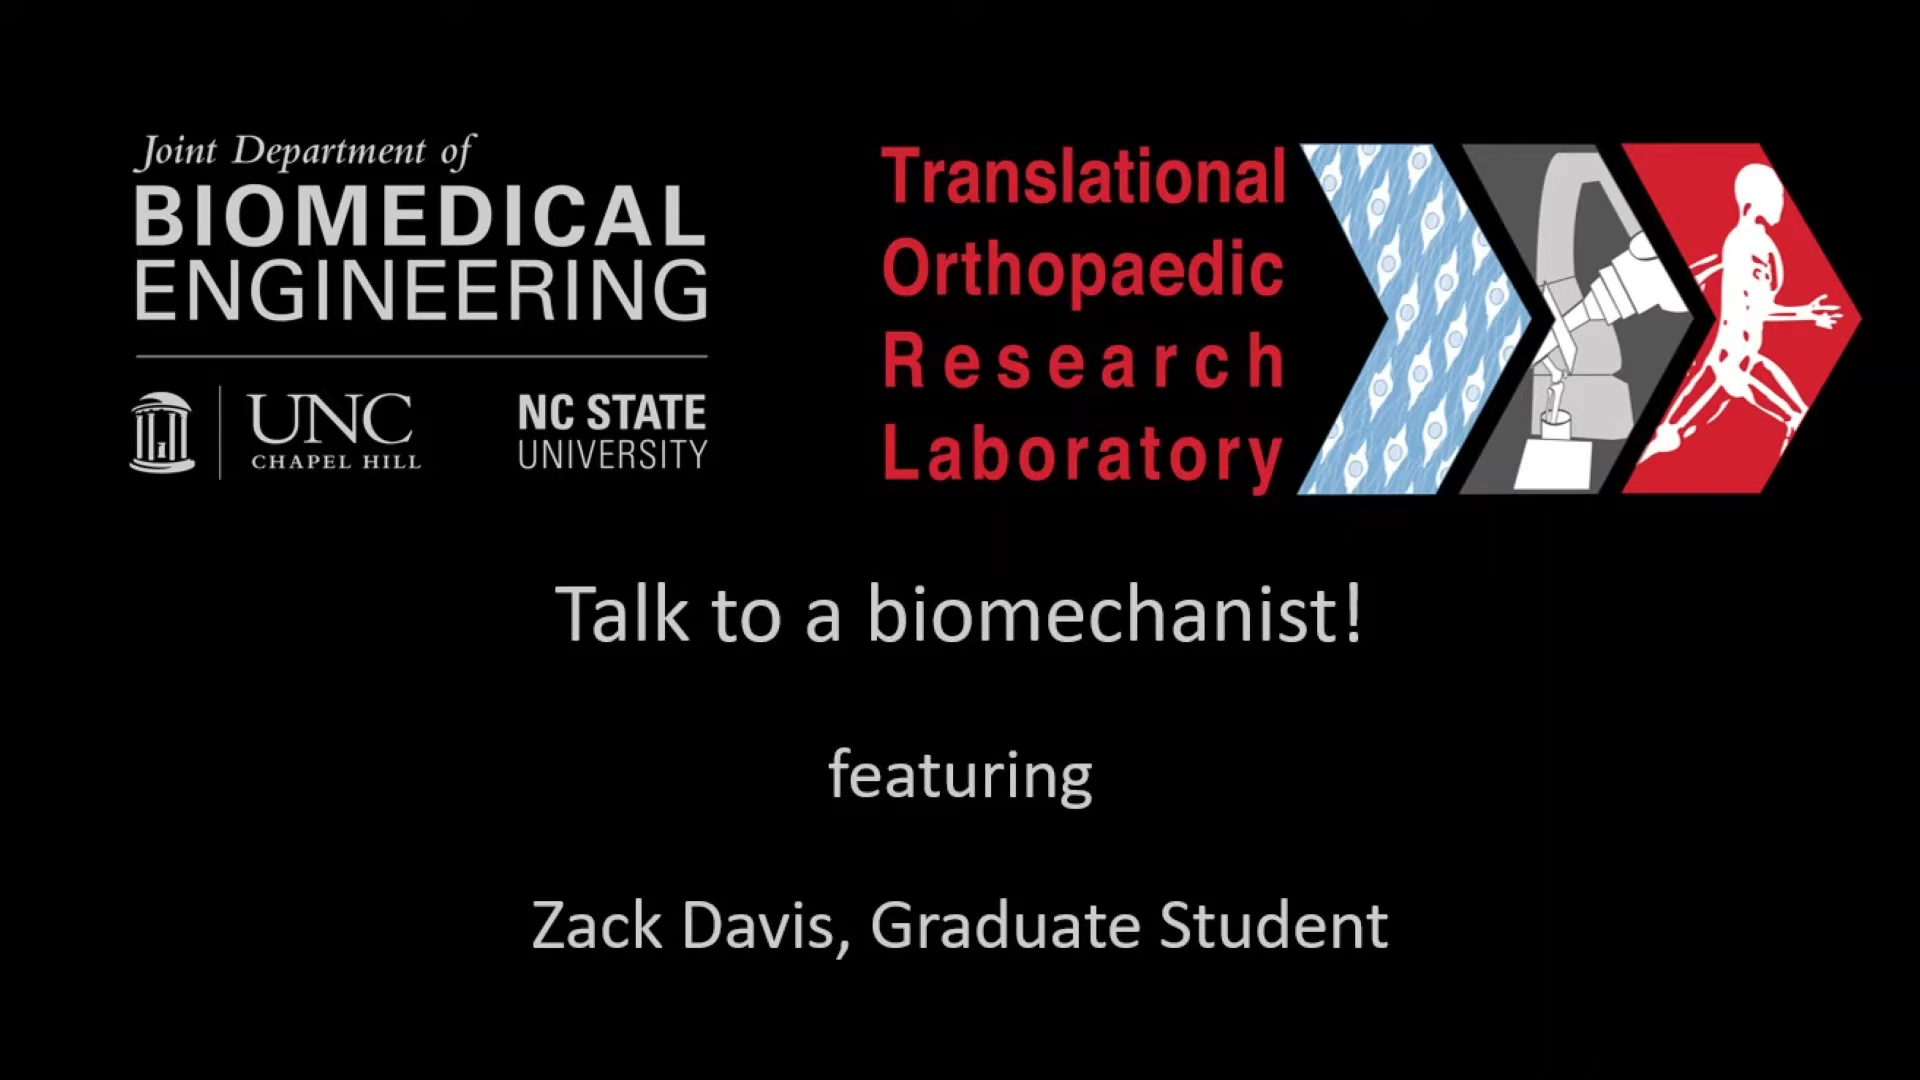 Joint Department of
BIOMEDICAL
ENGINEERING
UNC
CHAPEL HILL
NC STATE
UNIVERSITY
Translational
Orthopaedic
Research
Laboratory
Talk to a biomechanist!
featuring
Zack Davis, Graduate Student